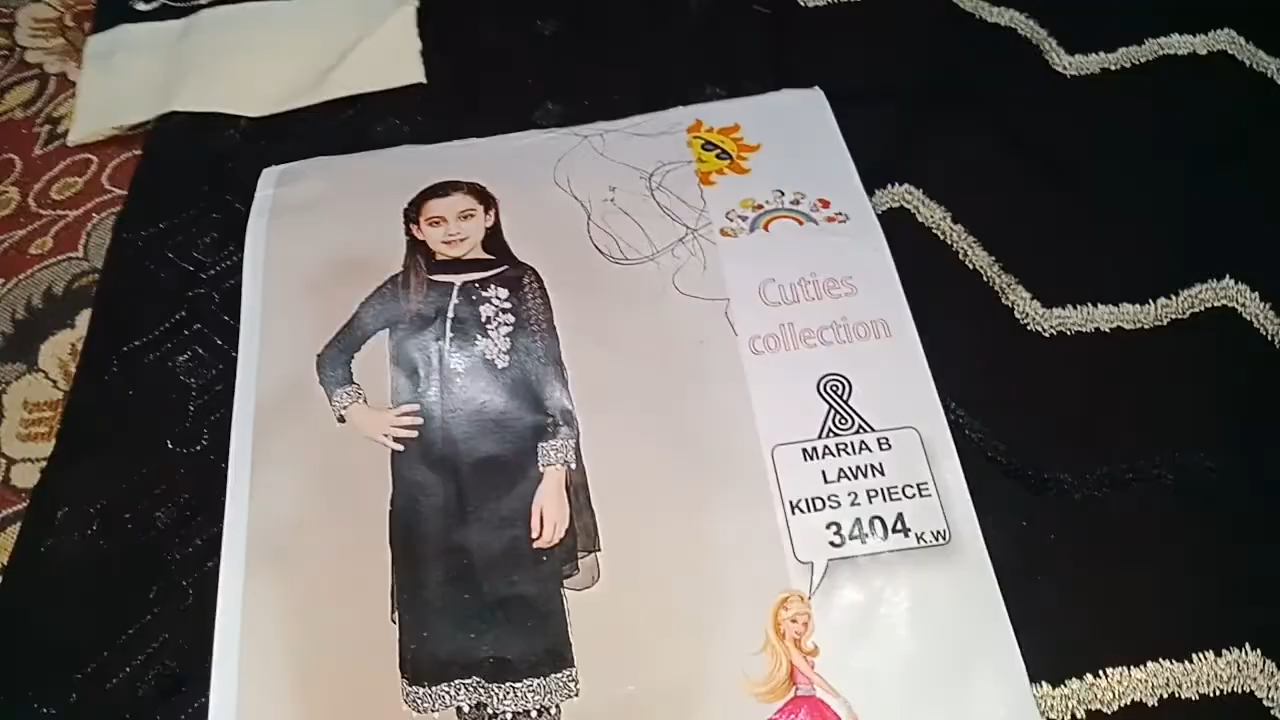 Cuties
collection
MARIA B
LAWN
KIDS 2 PIECE
3404 K.W